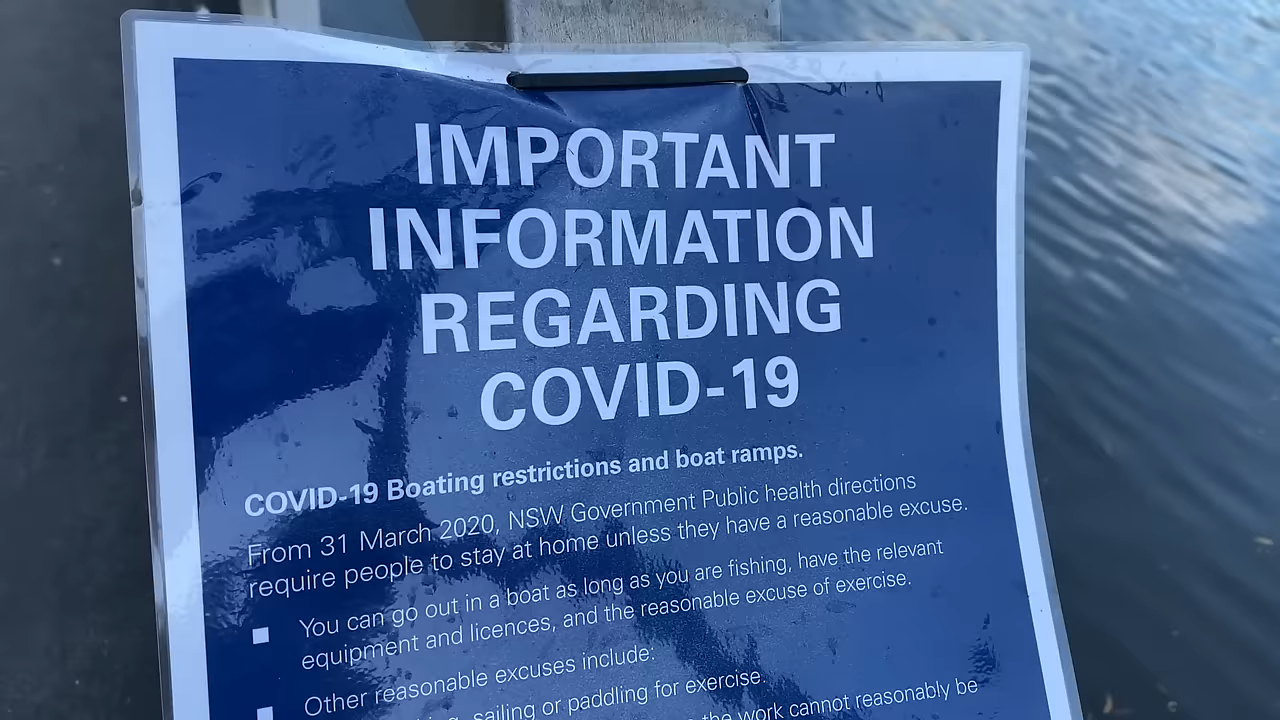 IMPORTANT
INFORMATION
REGARDING
COVID-19
COVID-19 Boating restrictions and boat ramps.
From 31 March 2020, NSW Government Public health directions
require people to stay at home unless they have a reasonable excuse.
■ You can go out in a boat as long as you are fishing, have the relevant
equipment and licences, and the reasonable excuse of exercise.
■ Other reasonable excuses include:
sailing or paddling for exercise.
the work cannot reasonably be